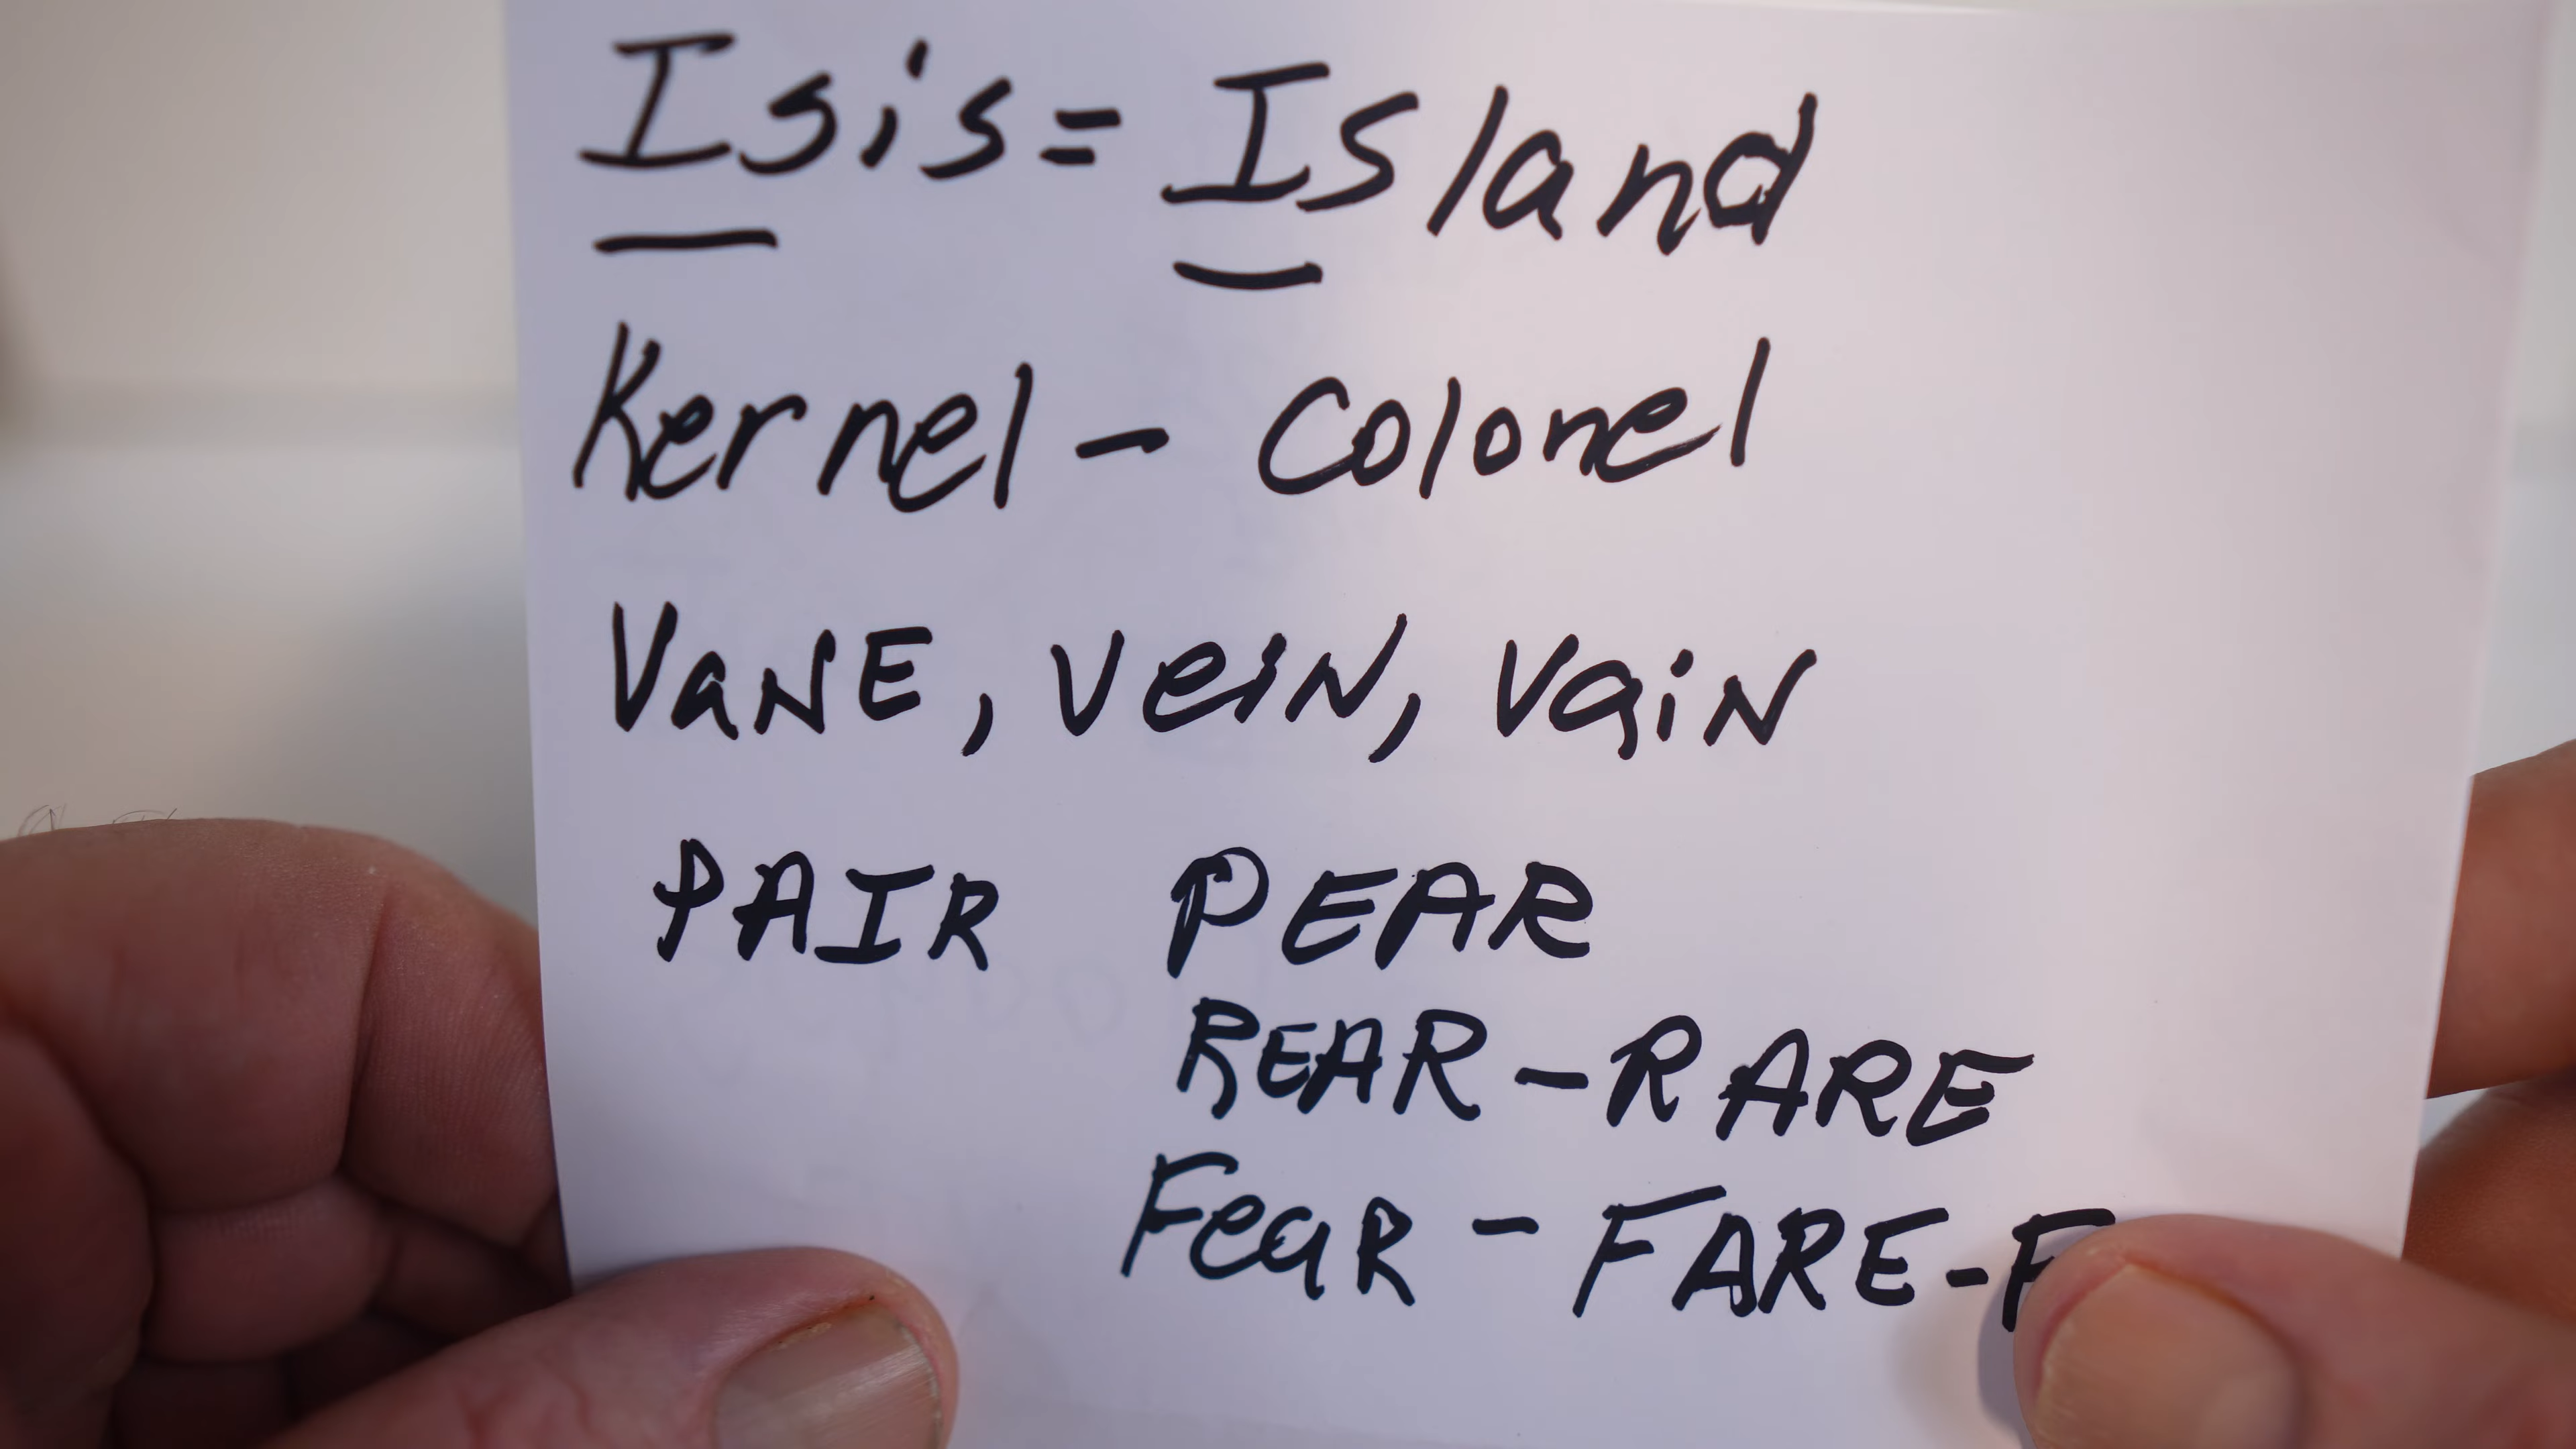 Isis = Island
Kernel - Colonel
VaNE, veiN, vaiN
PAIR PEAR
REAR - RARE
FeaR - FARE -